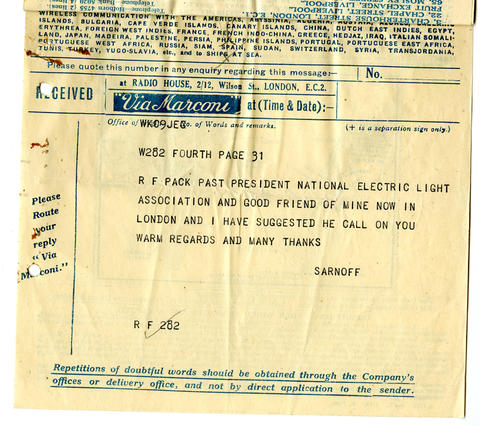 22, CHAPEL STREET, LIVERPOOL.
WIRELESS COMMUNICATION WITH THE AMERICAS, ABYSSINIA,
ISLANDS, BULGARIA, CAPE VERDE ISLANDS, CANARY ISLANDS, CHINA, DUTCH EAST INDIES, EGYPT,
ERYTHREA, FOREIGN WEST INDIES, FRANCE, FRENCH INDO-CHINA, GREECE, HEDJAZ, IRAQ, ITALIAN SOMALI-
LAND, JAPAN, MADEIRA, PALESTINE, PERSIA, PHILIPPINE ISLANDS, PORTUGAL, PORTUGUESE EAST AFRICA,
PORTUGUESE WEST AFRICA, RUSSIA, SIAM, SPAIN, SUDAN, SWITZERLAND, SYRIA, TRANSJORDANIA,
TUNIS, TURKEY, YUGO-SLAVIA, etc., and to SHIPS AT SEA.
Please quote this number in any enquiry regarding this message:—
No.
RECEIVED
at RADIO HOUSE, 2/12, Wilson St., LONDON, E.C.2.
"Via Marconi"
at (Time & Date):—
Office of WK09JEG No. of Words and remarks.
(+ is a separation sign only.)
W282 FOURTH PAGE 31
R F PACK PAST PRESIDENT NATIONAL ELECTRIC LIGHT
ASSOCIATION AND GOOD FRIEND OF MINE NOW IN
LONDON AND I HAVE SUGGESTED HE CALL ON YOU
WARM REGARDS AND MANY THANKS
SARNOFF
Please
Route
your
reply
"Via
Marconi."
R F 282
Repetitions of doubtful words should be obtained through the Company's
offices or delivery office, and not by direct application to the sender.